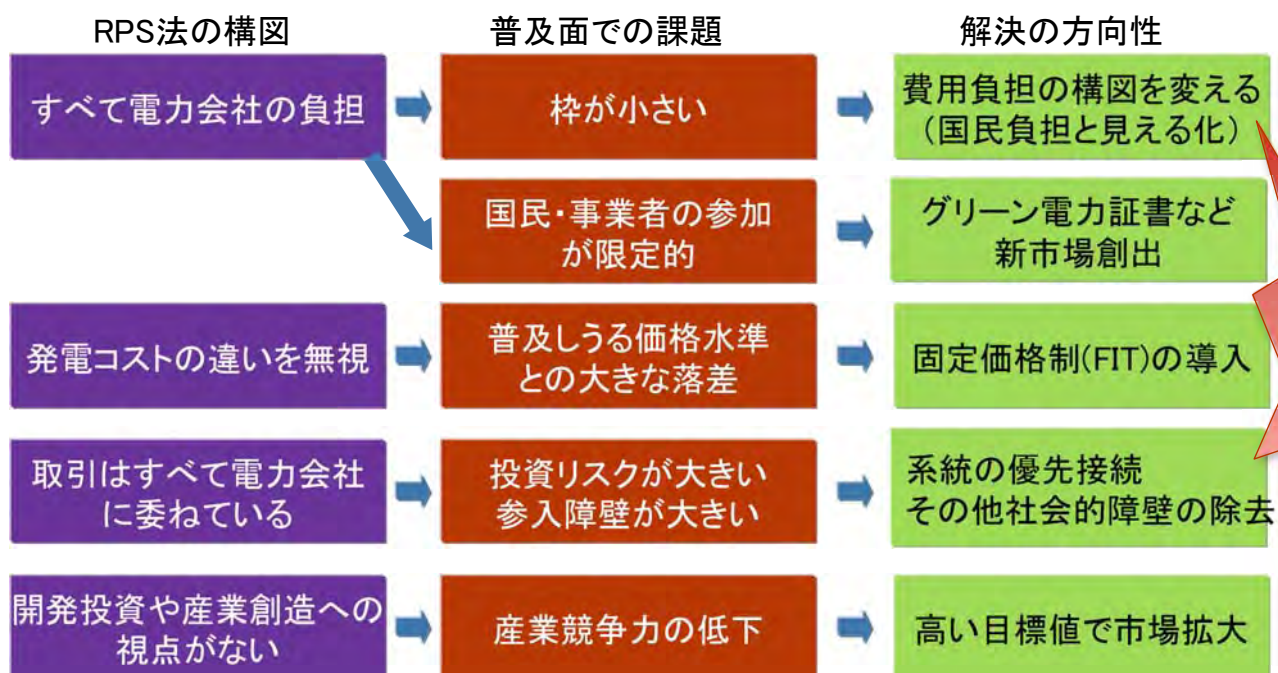 RPS法の構図
普及面での課題
解決の方向性
すべて電力会社の負担
枠が小さい
費用負担の構図を変える
(国民負担と見える化)
国民・事業者の参加
が限定的
グリーン電力証書など
新市場創出
発電コストの違いを無視
普及しうる価格水準
との大きな落差
固定価格制(FIT)の導入
取引はすべて電力会社
に委ねている
投資リスクが大きい
参入障壁が大きい
系統の優先接続
その他社会的障壁の除去
開発投資や産業創造への
視点がない
産業競争力の低下
高い目標値で市場拡大